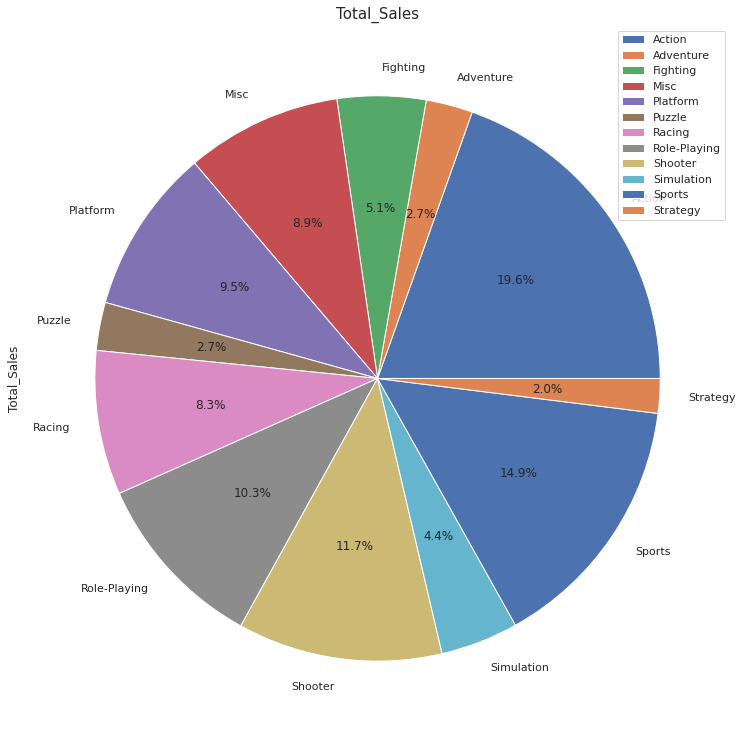 Total_Sales
Action
Adventure
Fighting
Misc
Platform
Puzzle
Racing
Role-Playing
Shooter
Simulation
Sports
Strategy
Action
Adventure
Fighting
Misc
Platform
Puzzle
Racing
Role-Playing
Shooter
Simulation
Sports
Strategy
19.6%
2.7%
5.1%
8.9%
9.5%
2.7%
8.3%
10.3%
11.7%
4.4%
14.9%
2.0%
Total_Sales